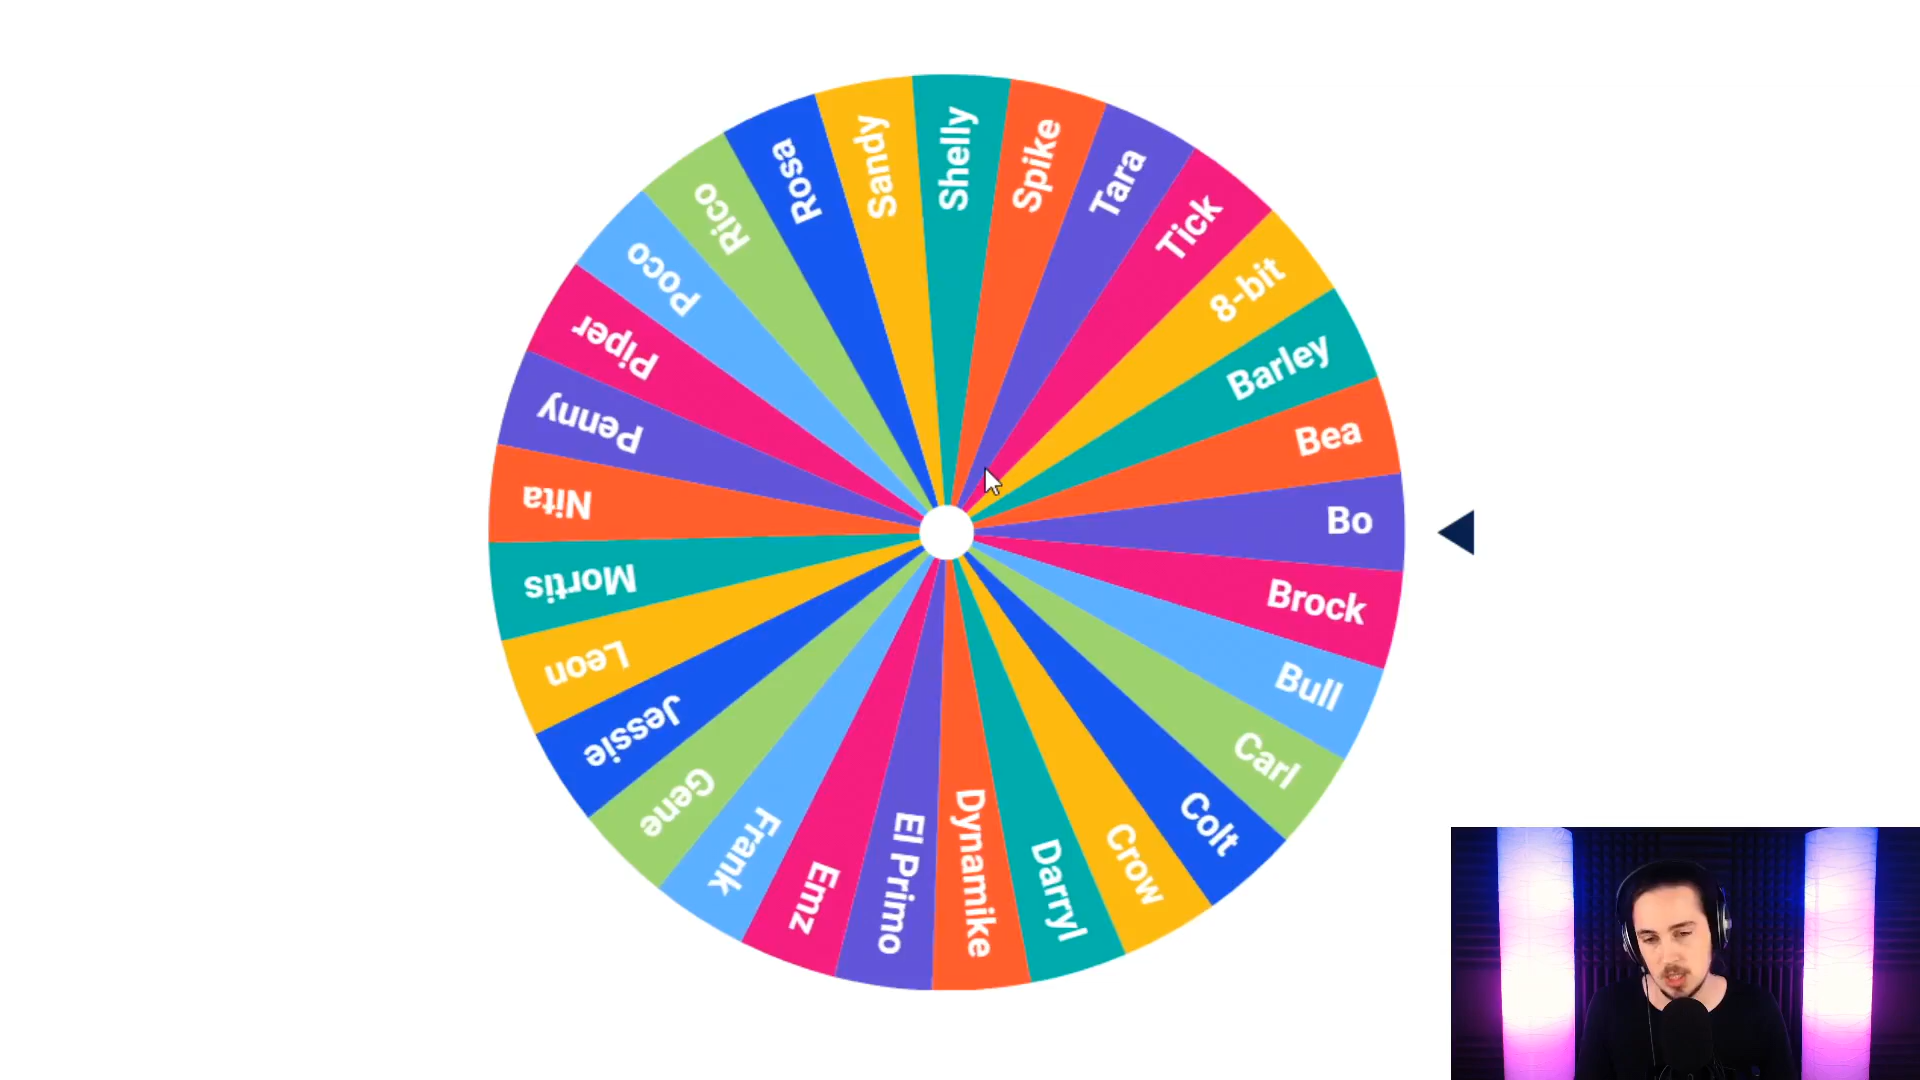 Shelly
Spike
Tara
Tick
8-bit
Barley
Bea
Bo
Brock
Bull
Carl
Colt
Crow
Darryl
Dynamike
El Primo
Emz
Frank
Gene
Jessie
Leon
Mortis
Nita
Penny
Piper
Poco
Rico
Rosa
Sandy